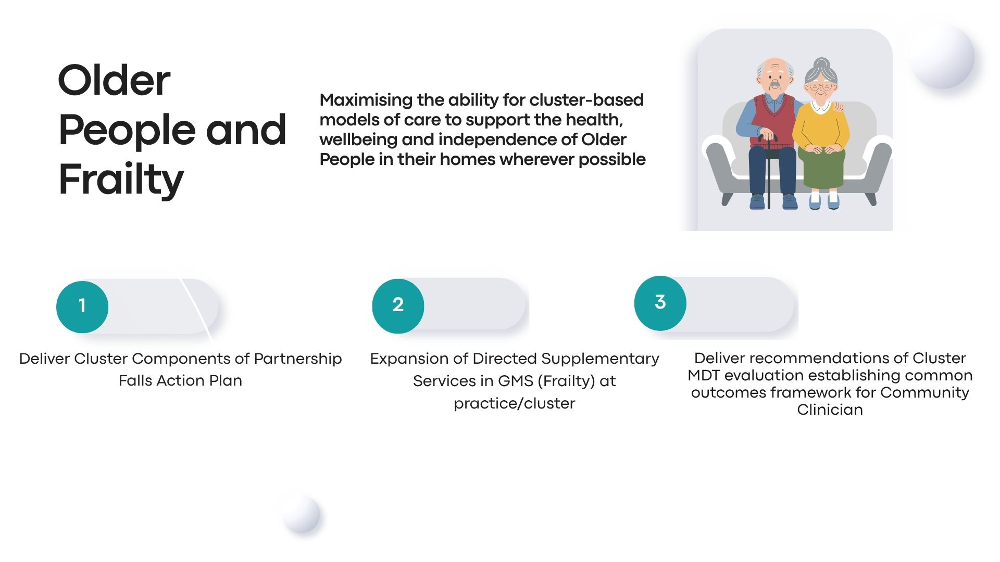 Older
People and
Frailty
Maximising the ability for cluster-based
models of care to support the health,
wellbeing and independence of Older
People in their homes wherever possible
1
Deliver Cluster Components of Partnership
Falls Action Plan
2
Expansion of Directed Supplementary
Services in GMS (Frailty) at
practice/cluster
3
Deliver recommendations of Cluster
MDT evaluation establishing common
outcomes framework for Community
Clinician